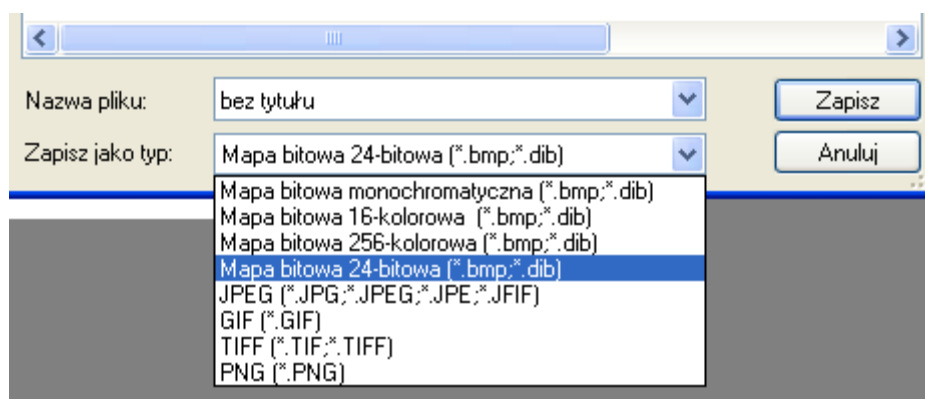 Nazwa pliku:
bez tytułu
Zapisz
Zapisz jako typ:
Mapa bitowa 24-bitowa (*.bmp;*.dib)
Anuluj
Mapa bitowa monochromatyczna (*.bmp;*.dib)
Mapa bitowa 16-kolorowa  (*.bmp;*.dib)
Mapa bitowa 256-kolorowa (*.bmp;*.dib)
Mapa bitowa 24-bitowa (*.bmp;*.dib)
JPEG (*.JPG;*.JPEG;*.JPE;*.JFIF)
GIF (*.GIF)
TIFF (*.TIF;*.TIFF)
PNG (*.PNG)